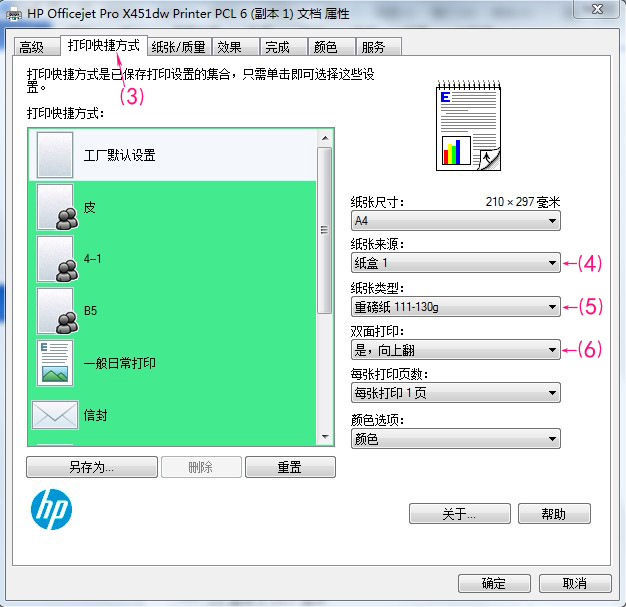 HP Officejet Pro X451dw Printer PCL 6 (副本 1) 文档 属性
高级 打印快捷方式 纸张/质量 效果 完成 颜色 服务
打印快捷方式是已保存打印设置的集合，只需单击即可选择这些设
置。
(3)
打印快捷方式：
工厂默认设置
皮
4-1
B5
E
一般日常打印
信封
另存为... 删除 重置
hp
E
纸张尺寸： 210 × 297 毫米
A4
纸张来源：
纸盒 1 (4)
纸张类型：
重磅纸 111-130g (5)
双面打印：
是，向上翻 (6)
每张打印页数：
每张打印 1 页
颜色选项：
颜色
关于... 帮助
确定 取消